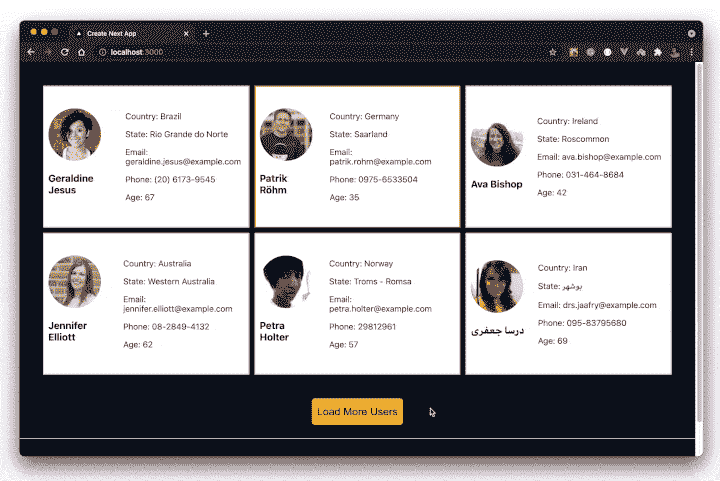 Create Next App
localhost:3000
Country: Brazil
State: Rio Grande do Norte
Email:
geraldine.jesus@example.com
Phone: (20) 6173-9545
Age: 67
Geraldine
Jesus
Country: Germany
State: Saarland
Email:
patrik.rohm@example.com
Phone: 0975-6533504
Age: 35
Patrik
Röhm
Country: Ireland
State: Roscommon
Email: ava.bishop@example.com
Phone: 031-464-8684
Age: 42
Ava Bishop
Country: Australia
State: Western Australia
Email:
jennifer.elliott@example.com
Phone: 08-2849-4132
Age: 62
Jennifer
Elliott
Country: Norway
State: Troms - Romsa
Email:
petra.holter@example.com
Phone: 29812961
Age: 57
Petra
Holter
Country: Iran
State: بوشهر
Email: drs.jaafry@example.com
Phone: 095-83795680
Age: 69
درسا جعفری
Load More Users